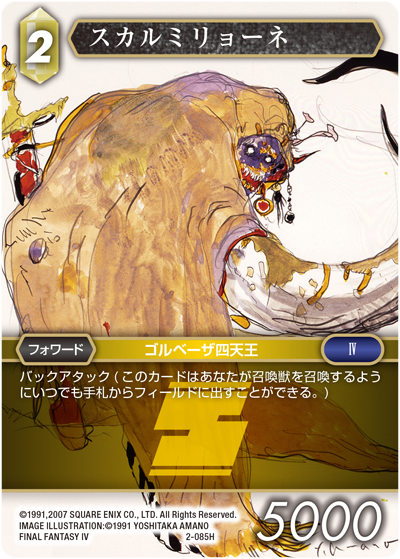 2
スカルミリョーネ
フォワード
ゴルベーザ四天王
Ⅳ
バックアタック ( このカードはあなたが召喚獣を召喚するよう
にいつでも手札からフィールドに出すことができる。)
©1991,2007 SQUARE ENIX CO., LTD. All Rights Reserved.
IMAGE ILLUSTRATION:©1991 YOSHITAKA AMANO
FINAL FANTASY IV
2-085H
5000